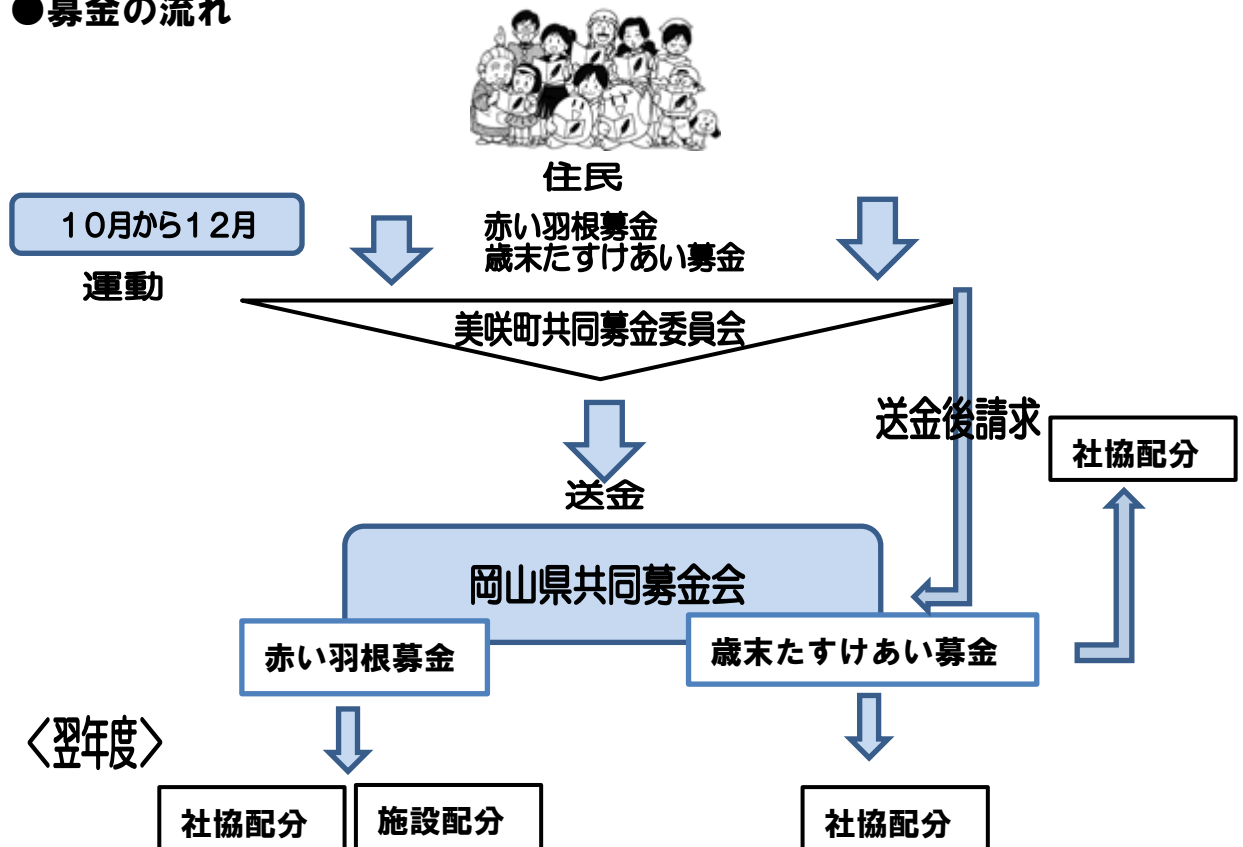 ●募金の流れ
住民
10月から12月
運動
赤い羽根募金
歳末たすけあい募金
美咲町共同募金委員会
送金後請求
社協配分
送金
岡山県共同募金会
赤い羽根募金
歳末たすけあい募金
〈翌年度〉
社協配分
施設配分
社協配分